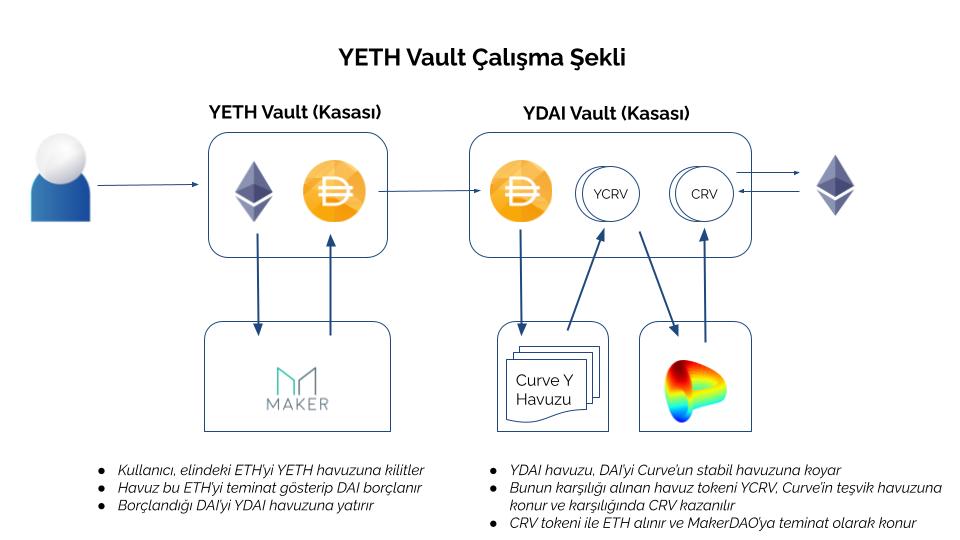 YETH Vault Çalışma Şekli
YETH Vault (Kasası)
YDAI Vault (Kasası)
YCRV
CRV
MAKER
Curve Y
Havuzu
● Kullanıcı, elindeki ETH'yi YETH havuzuna kilitler
● Havuz bu ETH'yi teminat gösterip DAI borçlanır
● Borçlandığı DAI'yi YDAI havuzuna yatırır
● YDAI havuzu, DAI'yi Curve'un stabil havuzuna koyar
● Bunun karşılığı alınan havuz tokeni YCRV, Curve'in teşvik havuzuna
konur ve karşılığında CRV kazanılır
● CRV tokeni ile ETH alınır ve MakerDAO'ya teminat olarak konur